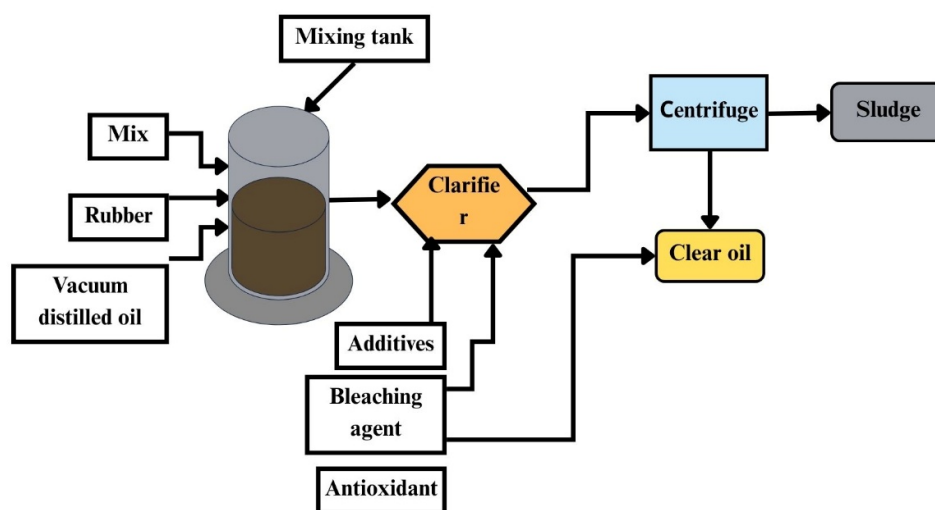 Mixing tank
Mix
Rubber
Vacuum
distilled oil
Clarifie
r
Centrifuge
Sludge
Clear oil
Additives
Bleaching
agent
Antioxidant